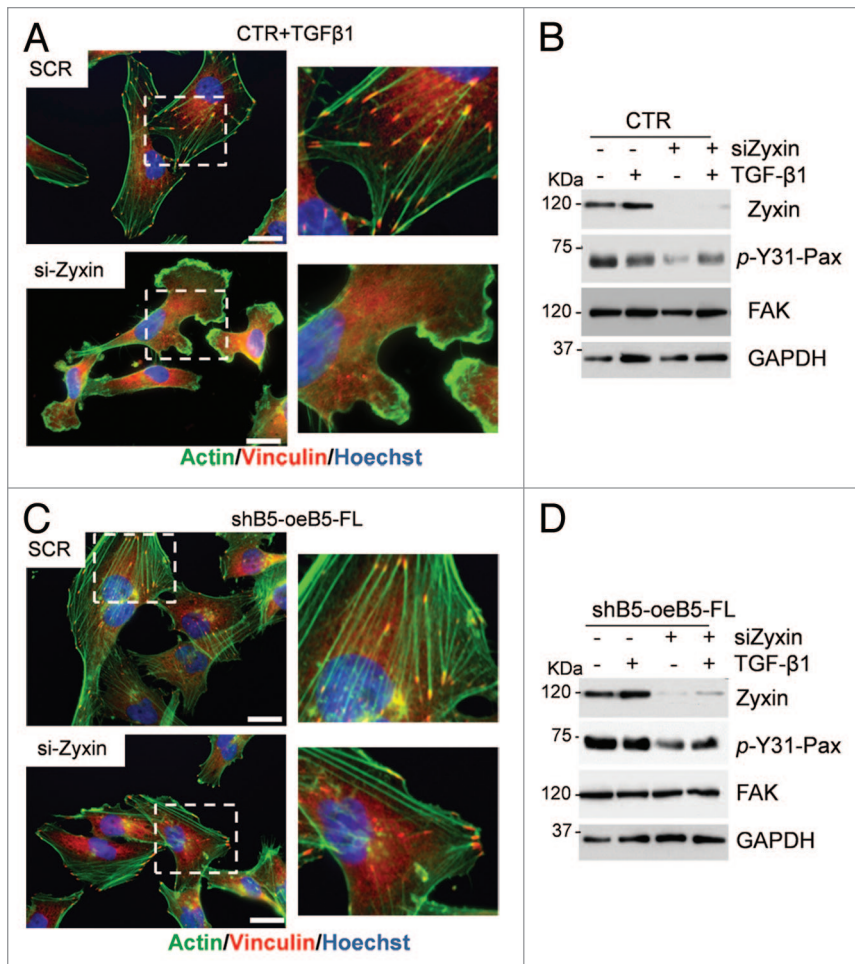 A
CTR+TGFβ1
SCR
si-Zyxin
Actin/Vinculin/Hoechst
B
CTR
- - + + siZyxin
- + - + TGF-β1
KDa
120 Zyxin
75 p-Y31-Pax
120 FAK
37 GAPDH
C
shB5-oeB5-FL
SCR
si-Zyxin
Actin/Vinculin/Hoechst
D
shB5-oeB5-FL
- - + + siZyxin
- + - + TGF-β1
KDa
120 Zyxin
75 p-Y31-Pax
120 FAK
37 GAPDH